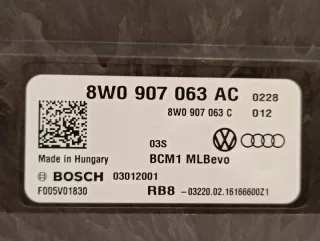 8W0 907 063 AC 0228
8W0 907 063 C 012
03S
Made in Hungary BCM1 MLBevo
BOSCH 03012001
F005V01830 RB8 -03220.02.16166600Z1